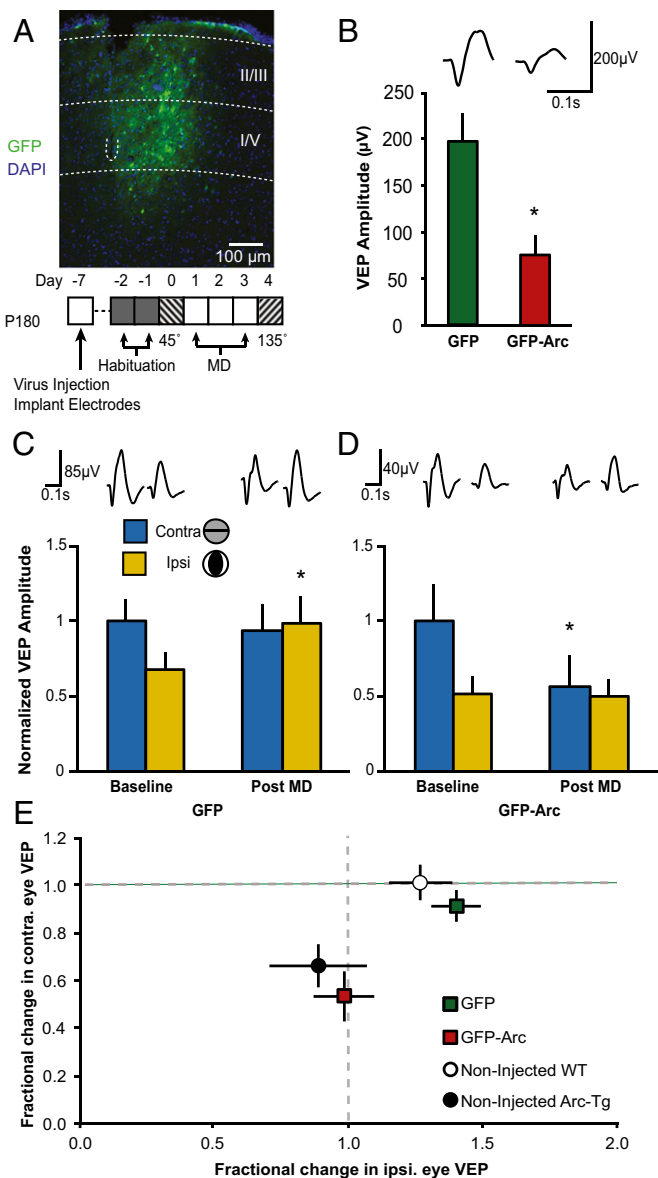 A
II/III
I/V
GFP
DAPI
100 µm
Day -7 -2 -1 0 1 2 3 4
P180
45° 135°
Habituation MD
Virus Injection
Implant Electrodes
B
200µV
0.1s
VEP Amplitude (µV)
250
200
150
100
50
0
*
GFP GFP-Arc
C
85µV
0.1s
Contra
Ipsi
Normalized VEP Amplitude
1.5
1
0.5
0
*
Baseline Post MD
GFP
D
40µV
0.1s
1.5
1
0.5
0
*
Baseline Post MD
GFP-Arc
E
Fractional change in contra. eye VEP
1.2
1.0
0.8
0.6
0.4
0.2
0.0
GFP
GFP-Arc
Non-Injected WT
Non-Injected Arc-Tg
0.0 0.5 1.0 1.5 2.0
Fractional change in ipsi. eye VEP